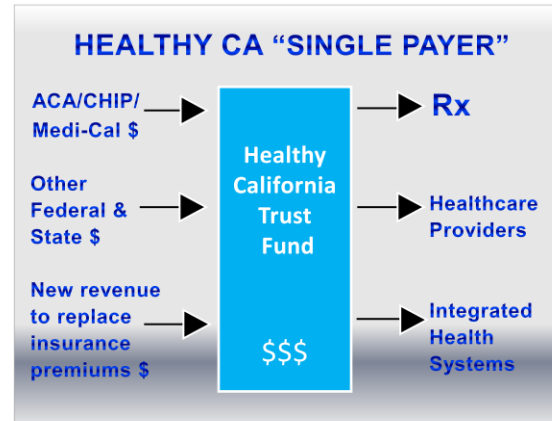 HEALTHY CA “SINGLE PAYER”
ACA/CHIP/
Medi-Cal $
Other
Federal &
State $
New revenue
to replace
insurance
premiums $
Healthy
California
Trust
Fund
$$$
Rx
Healthcare
Providers
Integrated
Health
Systems